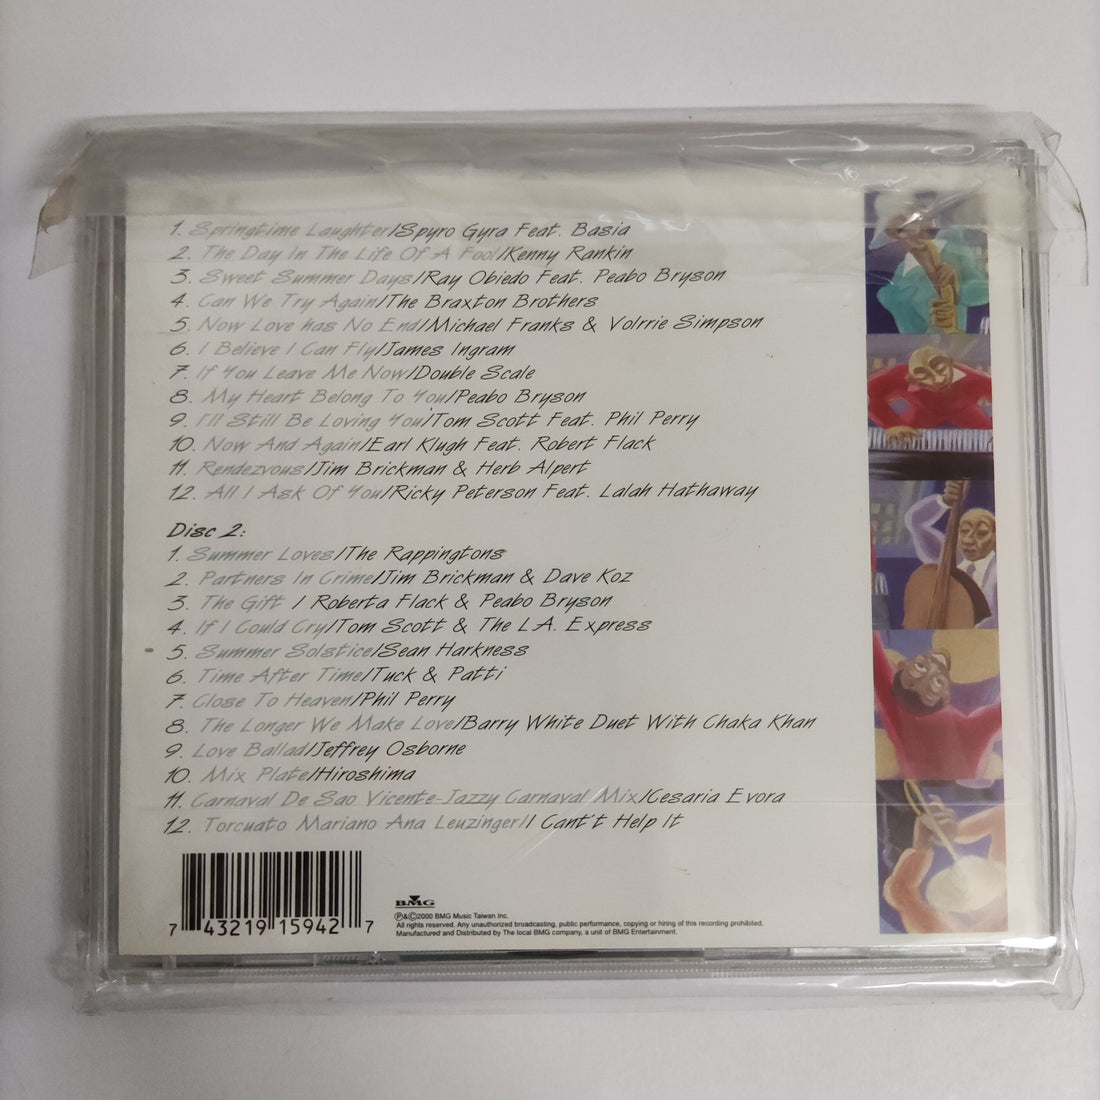 1. Springtime Laughter/Spyro Gyra Feat. Basia
2. The Day In The Life Of A Fool/Kenny Rankin
3. Sweet Summer Days/Ray Obiedo Feat. Peabo Bryson
4. Can We Try Again/The Braxton Brothers
5. Now Love has No End/Michael Franks & Volrrie Simpson
6. I Believe I Can Fly/James Ingram
7. If You Leave Me Now/Double Scale
8. My Heart Belong To You/Peabo Bryson
9. I'll Still Be Loving You'/Tom Scott Feat. Phil Perry
10. Now And Again/Earl Klugh Feat. Robert Flack
11. Rendezvous/Jim Brickman & Herb Alpert
12. All I Ask Of You/Ricky Peterson Feat. Lalah Hathaway
Disc 2:
1. Summer Loves/The Rappingtons
2. Partners In Crime/Jim Brickman & Dave Koz
3. The Gift / Roberta Flack & Peabo Bryson
4. If I Could Cry/Tom Scott & The L.A. Express
5. Summer Solstice/Sean Harkness
6. Time After Time/Tuck & Patti
7. Close To Heaven/Phil Perry
8. The Longer We Make Love/Barry White Duet With Chaka Khan
9. Love Ballad/Jeffrey Osborne
10. Mix Plate/Hiroshima
11. Carnaval De Sao Vicente-Jazzy Carnaval Mix/Cesaria Evora
12. Torcuato Mariano Ana Leuzinger/I Cant't Help It
7 43219 15942 7
BMG
℗&©2000 BMG Music Taiwan Inc.
All rights reserved. Any unauthorized broadcasting, public performance, copying or hiring of this recording prohibited.
Manufactured and Distributed by The local BMG company, a unit of BMG Entertainment.